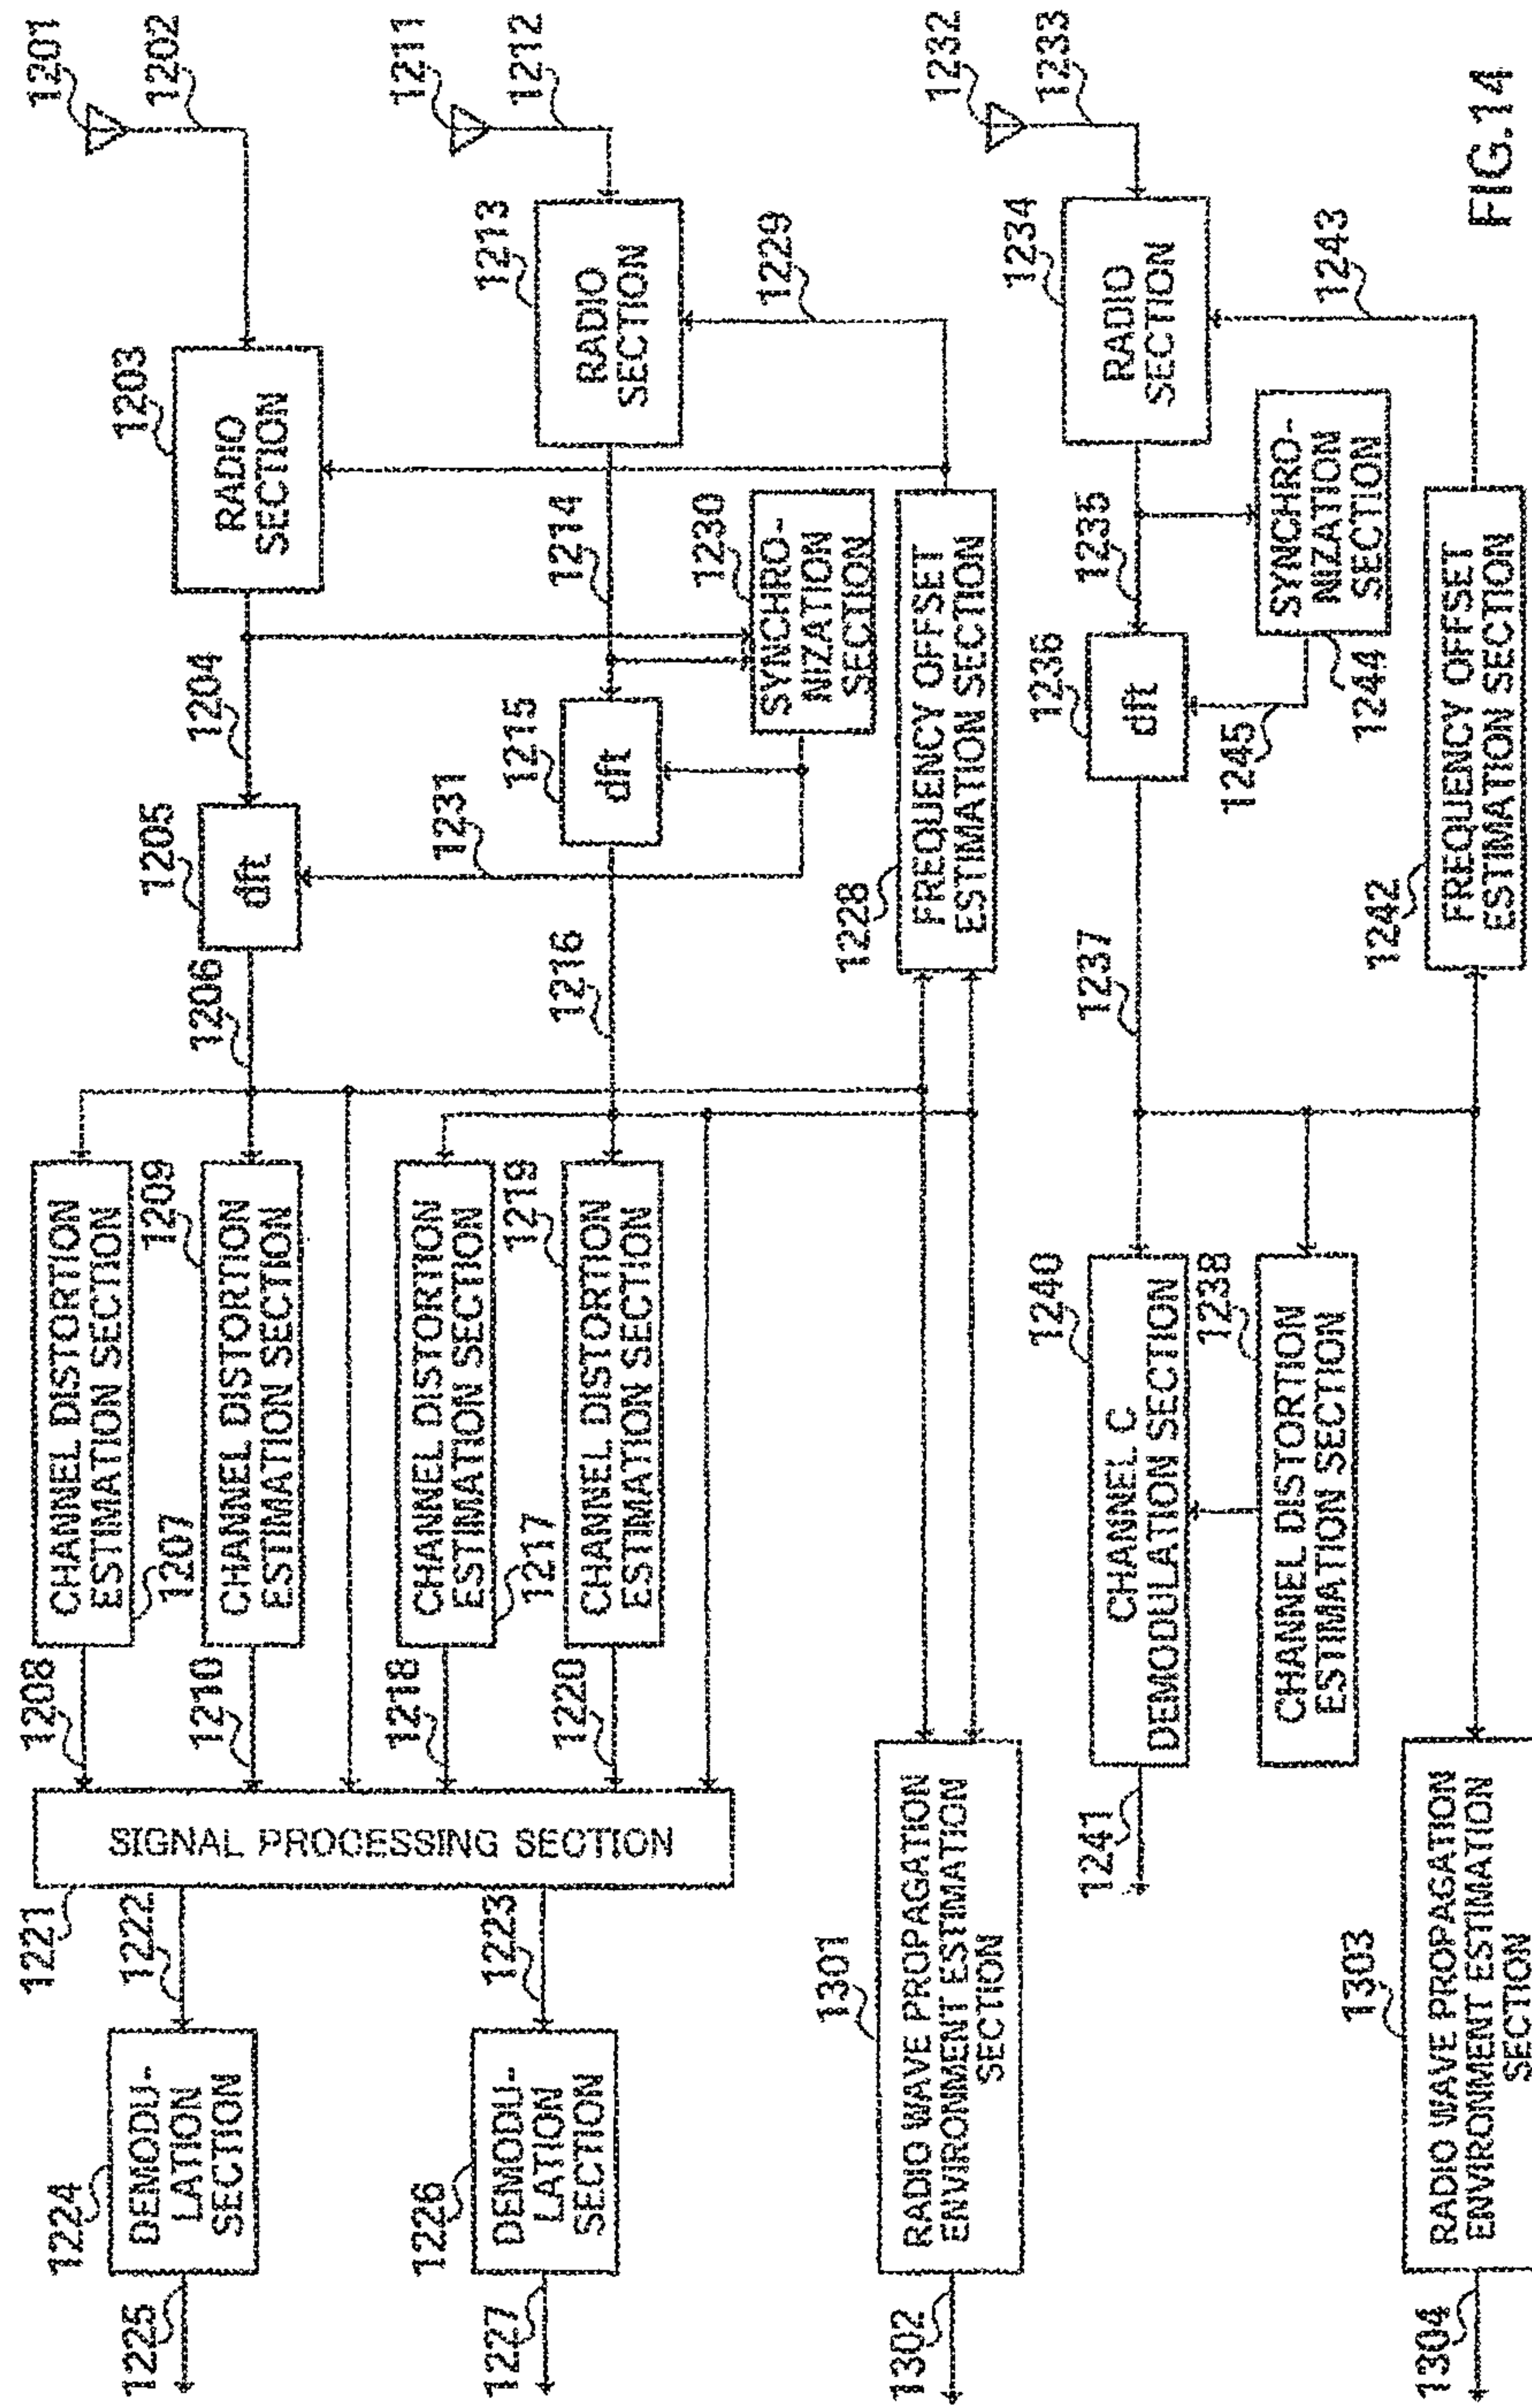 1201
1202
1203
RADIO
SECTION
1204
1205
dft
1206
CHANNEL DISTORTION
ESTIMATION SECTION
1207
1208
1209
CHANNEL DISTORTION
ESTIMATION SECTION
1210
1211
1212
1213
RADIO
SECTION
1229
1214
1230
SYNCHRO-
NIZATION
SECTION
1215
dft
1231
1216
CHANNEL DISTORTION
ESTIMATION SECTION
1217
1218
1219
CHANNEL DISTORTION
ESTIMATION SECTION
1220
SIGNAL PROCESSING SECTION
1221
1222
1223
1224
DEMODU-
LATION
SECTION
1225
1226
DEMODU-
LATION
SECTION
1227
1228
FREQUENCY OFFSET
ESTIMATION SECTION
1301
RADIO WAVE PROPAGATION
ENVIRONMENT ESTIMATION
SECTION
1302
1232
1233
1234
RADIO
SECTION
1243
1235
SYNCHRO-
NIZATION
SECTION
1244
1236
dft
1245
1237
1242
FREQUENCY OFFSET
ESTIMATION SECTION
1240
CHANNEL C
DEMODULATION SECTION
1238
CHANNEL DISTORTION
ESTIMATION SECTION
1241
1303
RADIO WAVE PROPAGATION
ENVIRONMENT ESTIMATION
SECTION
1304
FIG.14